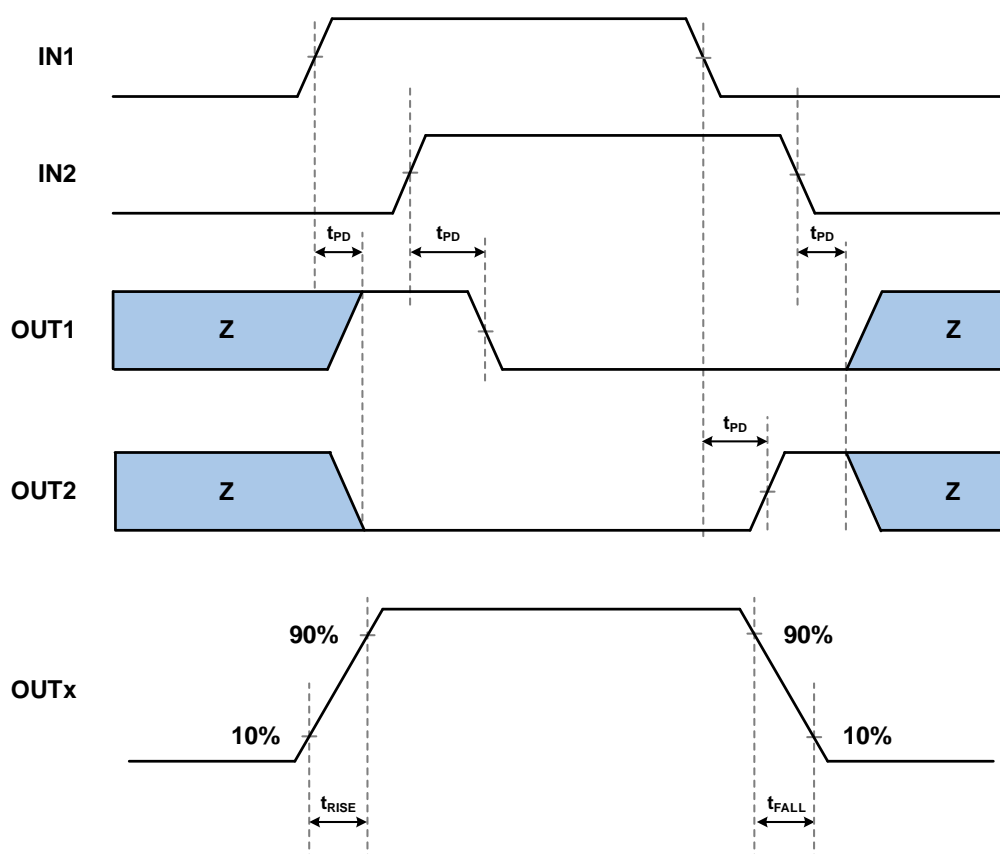 IN1
IN2
tPD
tPD
tPD
OUT1
Z
Z
tPD
OUT2
Z
Z
90%
90%
OUTx
10%
10%
tRISE
tFALL